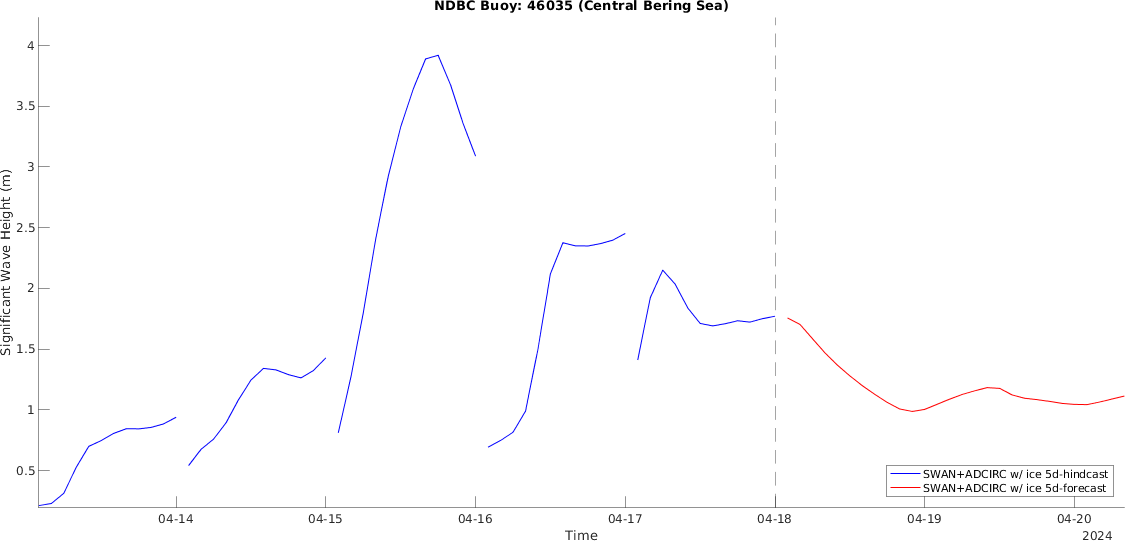 NDBC Buoy: 46035 (Central Bering Sea)
Significant Wave Height (m)
4
3.5
3
2.5
2
1.5
1
0.5
04-14 04-15 04-16 04-17 04-18 04-19 04-20
Time
2024
SWAN+ADCIRC w/ ice 5d-hindcast
SWAN+ADCIRC w/ ice 5d-forecast